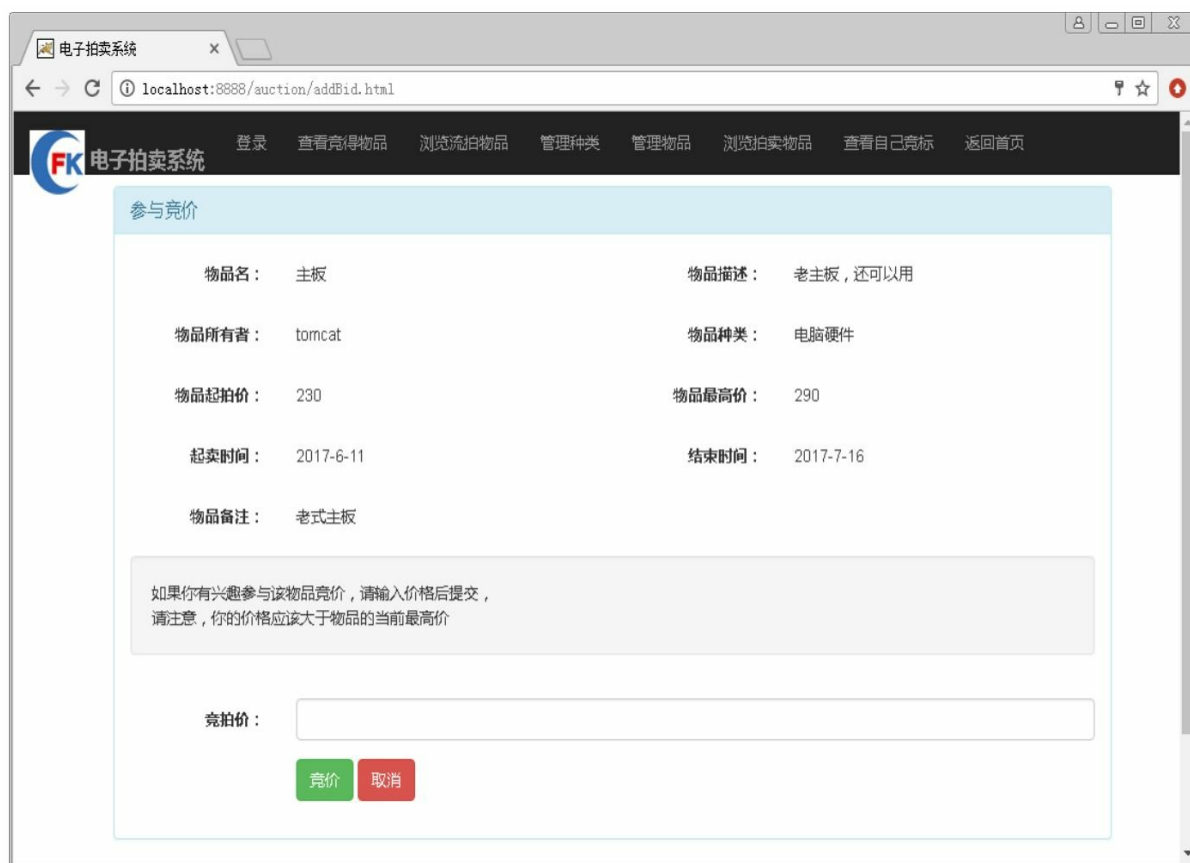 电子拍卖系统
localhost:8888/auction/addBid.html
FK 电子拍卖系统 登录 查看竞得物品 浏览流拍物品 管理种类 管理物品 浏览拍卖物品 查看自己竞标 返回首页
参与竞价
物品名： 主板 物品描述： 老主板，还可以用
物品所有者： tomcat 物品种类： 电脑硬件
物品起拍价： 230 物品最高价： 290
起卖时间： 2017-6-11 结束时间： 2017-7-16
物品备注： 老式主板
如果你有兴趣参与该物品竞价，请输入价格后提交，
请注意，你的价格应该大于物品的当前最高价
竞拍价：
竞价 取消